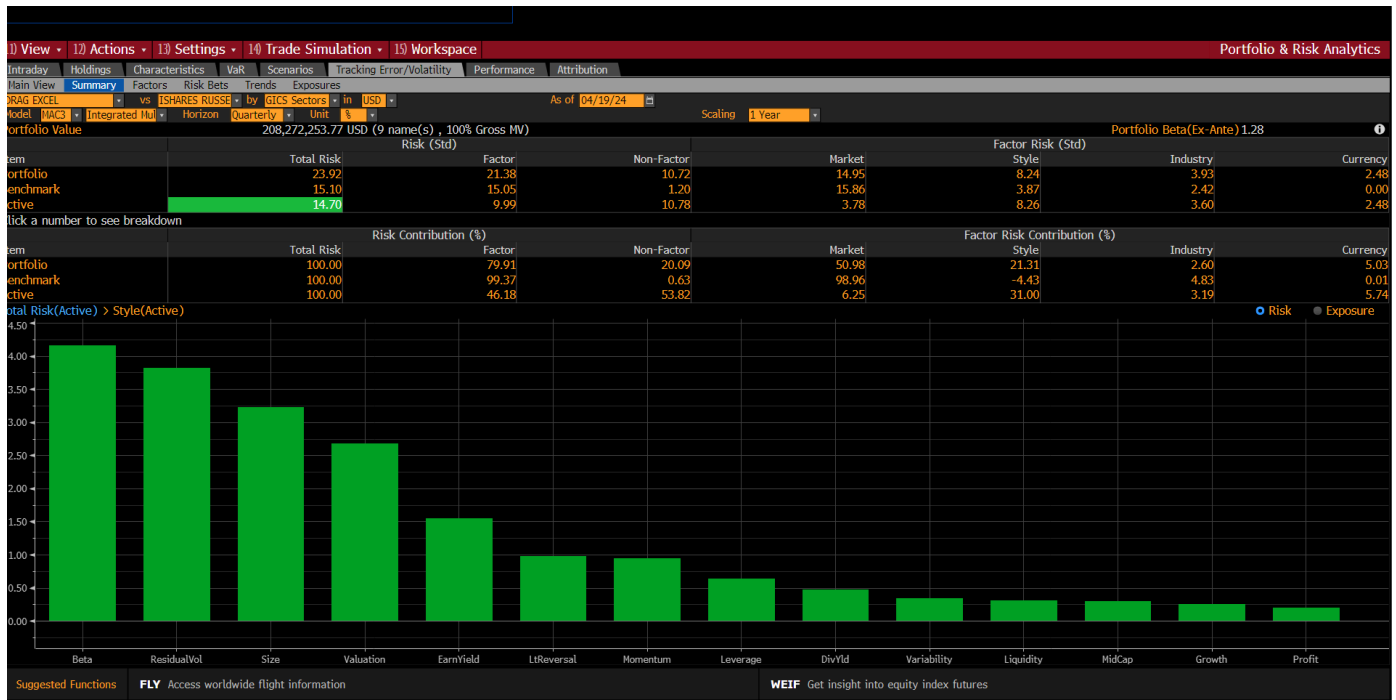 1) View 12) Actions 13) Settings 14) Trade Simulation 15) Workspace Portfolio & Risk Analytics
Intraday Holdings Characteristics VaR Scenarios Tracking Error/Volatility Performance Attribution
Main View Summary Factors Risk Bets Trends Exposures
DRAG EXCEL vs ISHARES RUSSE by GICS Sectors in USD As of 04/19/24
Model MAC3 Integrated Mul Horizon Quarterly Unit % Scaling 1 Year
Portfolio Value 208,272,253.77 USD (9 name(s) , 100% Gross MV) Portfolio Beta(Ex-Ante) 1.28
Risk (Std) Factor Risk (Std)
tem Total Risk Factor Non-Factor Market Style Industry Currency
ortfolio 23.92 21.38 10.72 14.95 8.24 3.93 2.48
enchmark 15.10 15.05 1.20 15.86 3.87 2.42 0.00
ctive 14.70 9.99 10.78 3.78 8.26 3.60 2.48
lick a number to see breakdown
Risk Contribution (%) Factor Risk Contribution (%)
tem Total Risk Factor Non-Factor Market Style Industry Currency
ortfolio 100.00 79.91 20.09 50.98 21.31 2.60 5.03
enchmark 100.00 99.37 0.63 98.96 -4.43 4.83 0.01
ctive 100.00 46.18 53.82 6.25 31.00 3.19 5.74
otal Risk(Active) > Style(Active) Risk Exposure
4.50
4.00
3.50
3.00
2.50
2.00
1.50
1.00
0.50
0.00
Beta ResidualVol Size Valuation EarnYield LtReversal Momentum Leverage DivYld Variability Liquidity MidCap Growth Profit
Suggested Functions FLY Access worldwide flight information WEIF Get insight into equity index futures